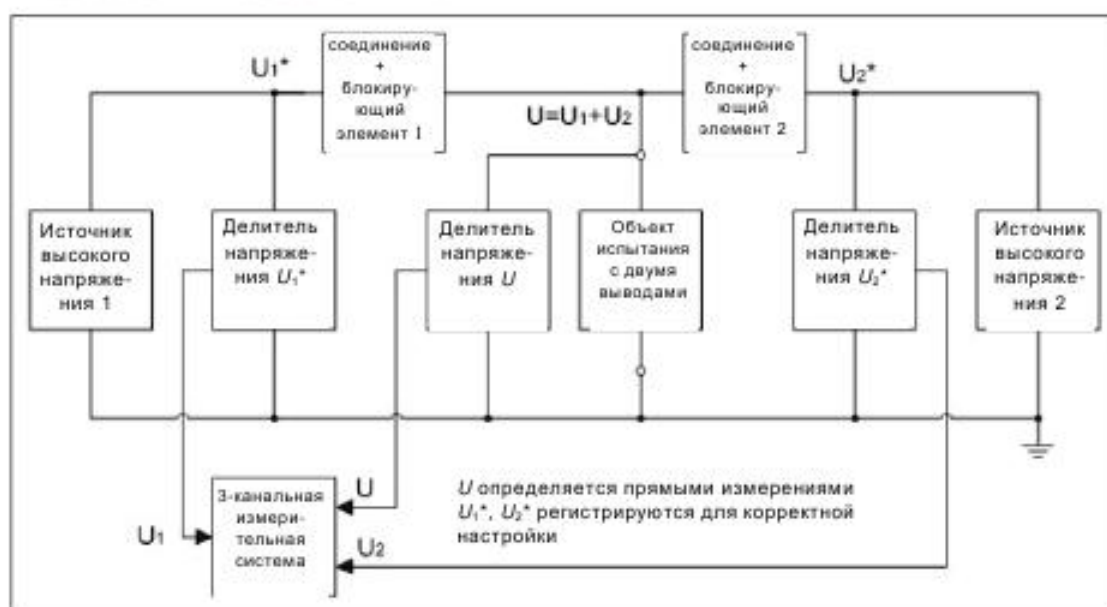 соединение
+
блокиру-
ющий
элемент 1
соединение
+
блокирую-
щий
элемент 2
U₁*
U₂*
U=U₁+U₂
Источник
высокого
напряже-
ния 1
Делитель
напряже-
ния U₁*
Делитель
напряже-
ния U
Объект
испытания
с двумя
выводами
Делитель
напряже-
ния U₂*
Источник
высокого
напряже-
ния 2
3-канальная
измери-
тельная
система
U
U₁
U₂
U определяется прямыми измерениями
U₁*, U₂* регистрируются для корректной
настройки